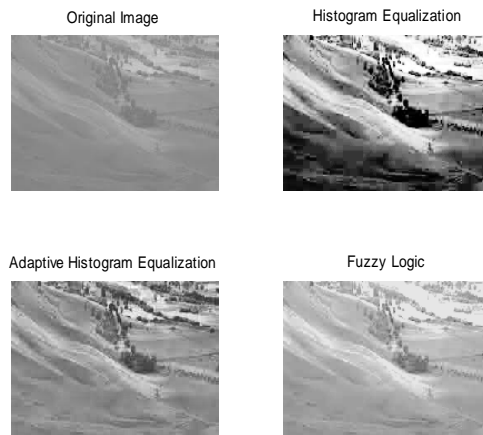 Original Image
Histogram Equalization
Adaptive Histogram Equalization
Fuzzy Logic